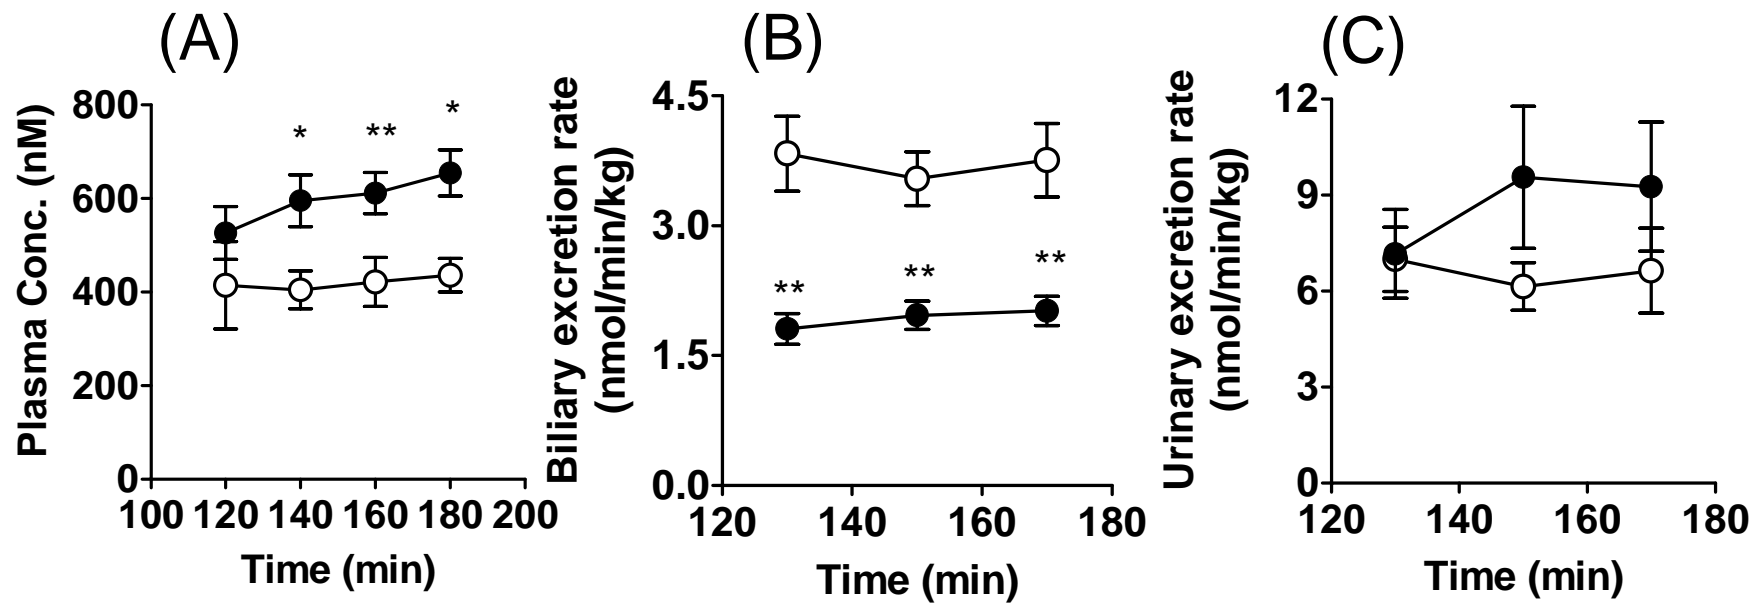 (A)
Plasma Conc. (nM)
800
600
400
200
0
* ** *
100 120 140 160 180 200
Time (min)
(B)
Biliary excretion rate
(nmol/min/kg)
4.5
3.0
1.5
0.0
** ** **
120 140 160 180
Time (min)
(C)
Urinary excretion rate
(nmol/min/kg)
12
9
6
3
0
120 140 160 180
Time (min)